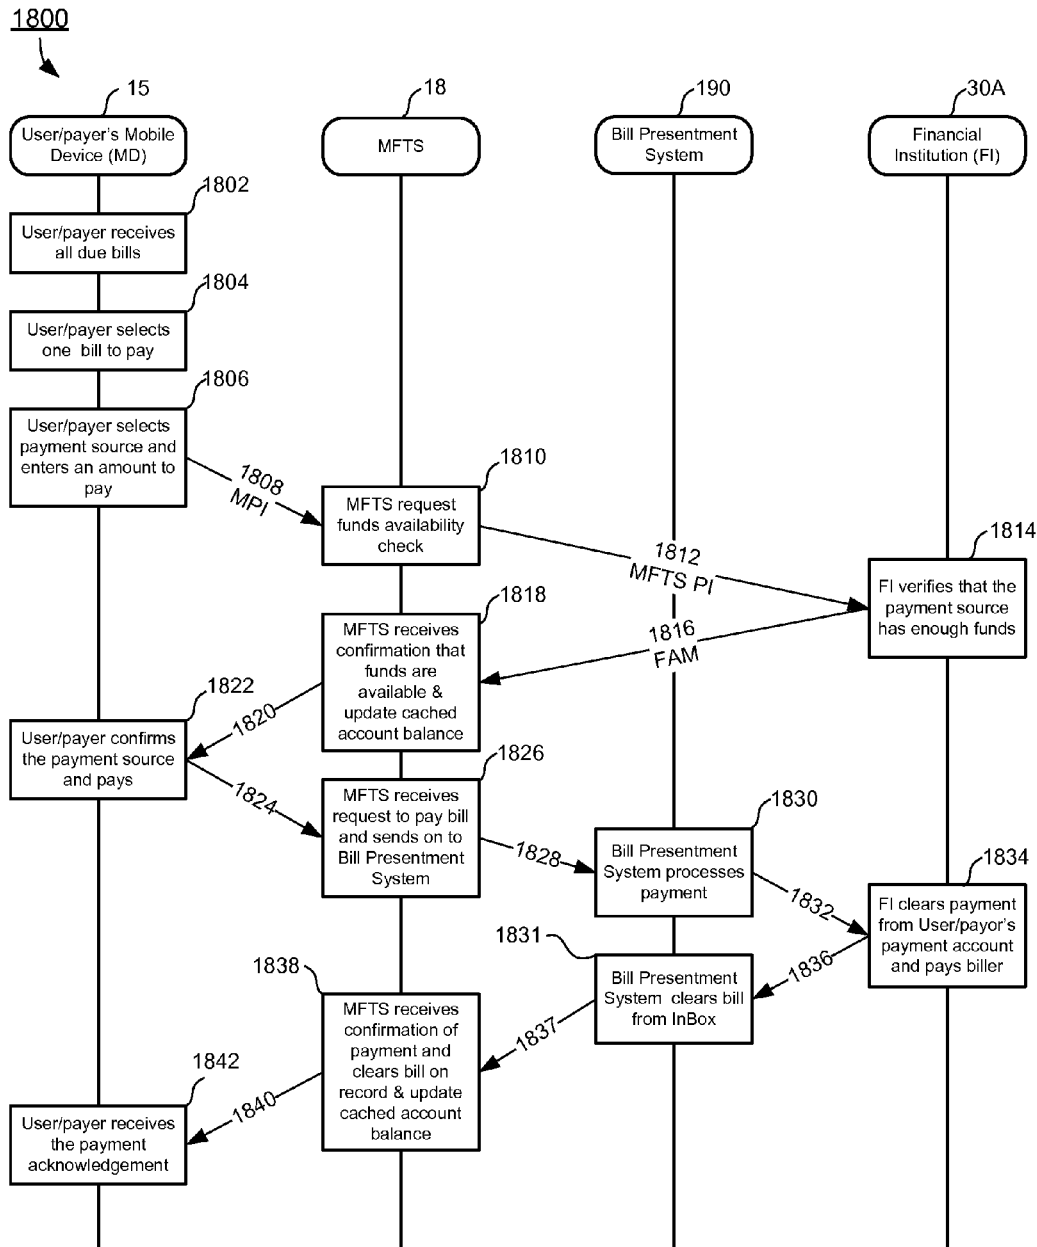 1800
15
18
190
30A
User/payer's Mobile
Device (MD)
MFTS
Bill Presentment
System
Financial
Institution (FI)
1802
User/payer receives
all due bills
1804
User/payer selects
one bill to pay
1806
User/payer selects
payment source and
enters an amount to
pay
1808
MPI
1810
MFTS request
funds availability
check
1812
MFTS PI
1814
FI verifies that the
payment source
has enough funds
1816
FAM
1818
MFTS receives
confirmation that
funds are
available &
update cached
account balance
1820
1822
User/payer confirms
the payment source
and pays
1824
1826
MFTS receives
request to pay bill
and sends on to
Bill Presentment
System
1828
1830
Bill Presentment
System processes
payment
1832
1834
FI clears payment
from User/payor's
payment account
and pays biller
1836
1831
Bill Presentment
System clears bill
from InBox
1837
1838
MFTS receives
confirmation of
payment and
clears bill on
record & update
cached account
balance
1840
1842
User/payer receives
the payment
acknowledgement